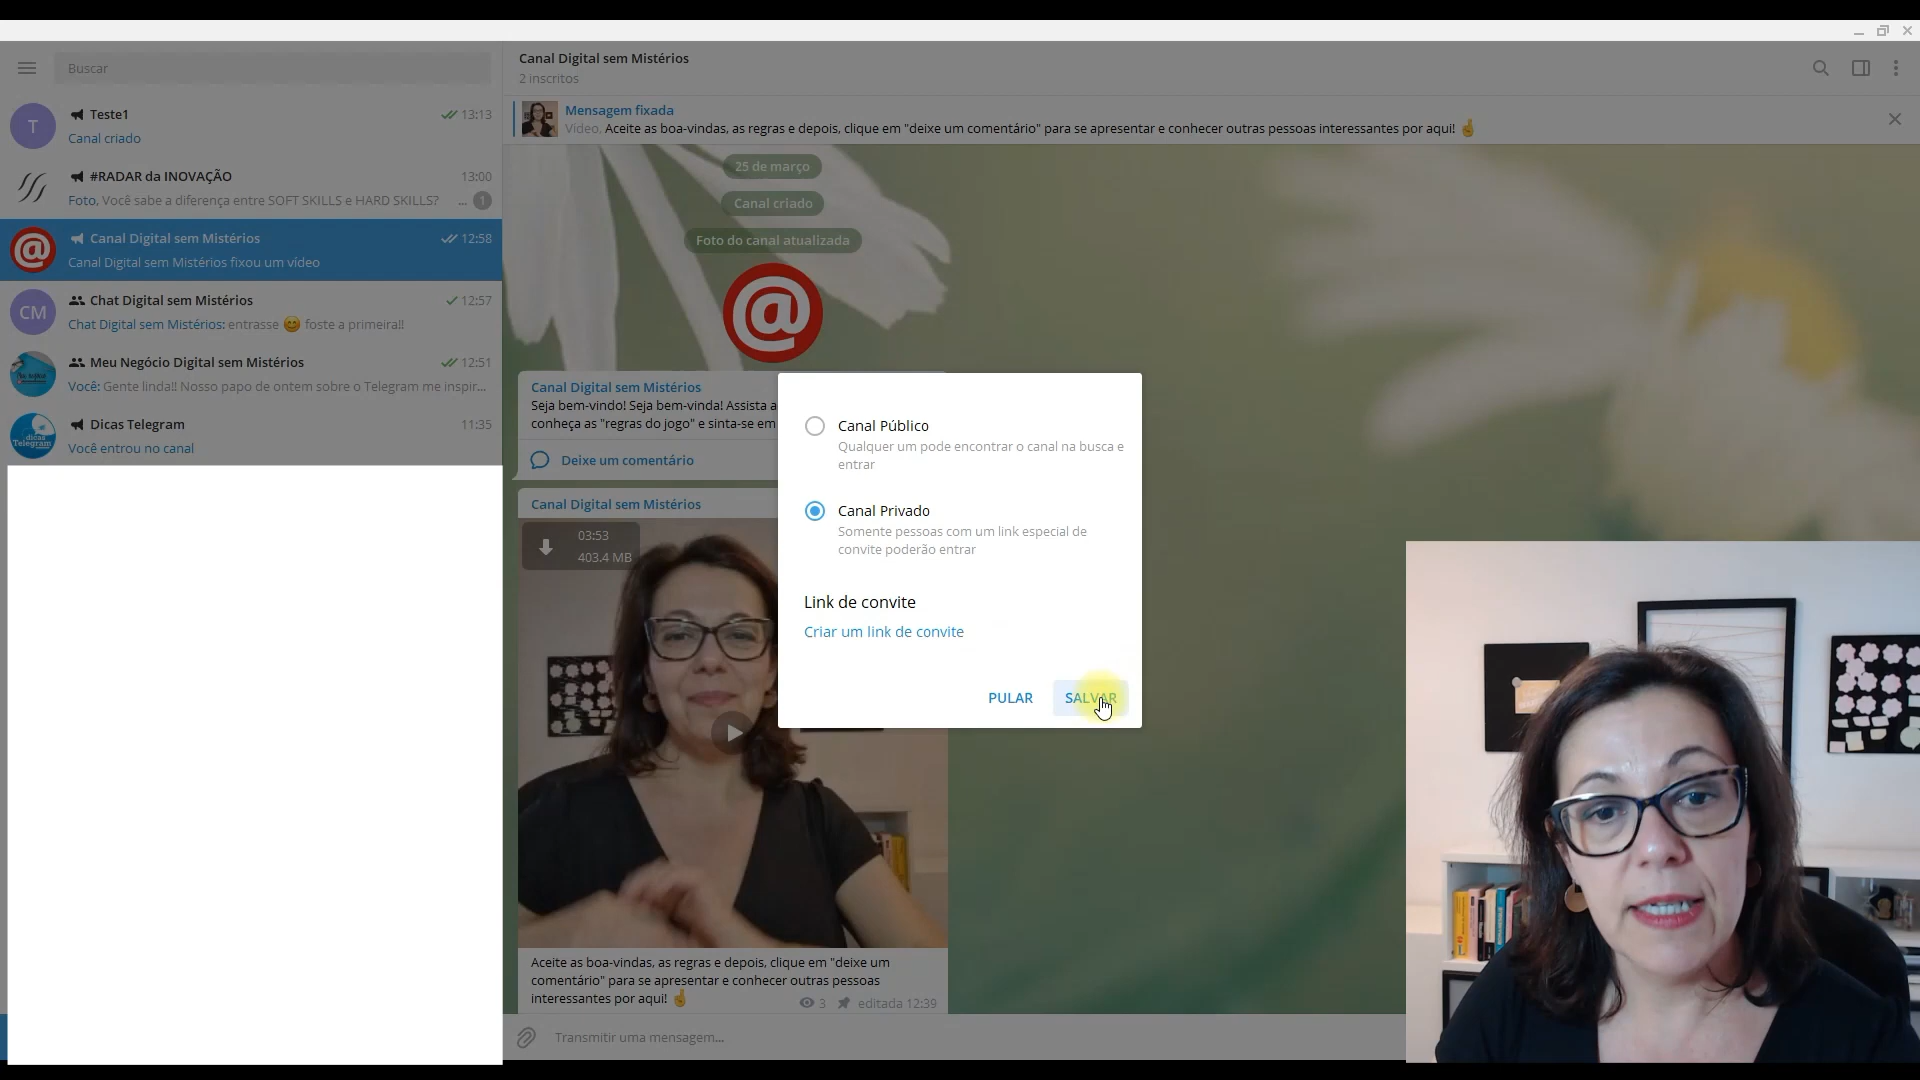 Buscar
Teste1
13:13
Canal criado
#RADAR da INOVAÇÃO
13:00
Foto, Você sabe a diferença entre SOFT SKILLS e HARD SKILLS? ... 1
Canal Digital sem Mistérios
12:58
Canal Digital sem Mistérios fixou um vídeo
Chat Digital sem Mistérios
12:57
Chat Digital sem Mistérios: entrasse 😊 foste a primeira!!
Meu Negócio Digital sem Mistérios
12:51
Você: Gente linda!! Nosso papo de ontem sobre o Telegram me inspir...
Dicas Telegram
11:35
Você entrou no canal
T
@
CM
dicas
Telegram
Canal Digital sem Mistérios
2 inscritos
Mensagem fixada
Vídeo, Aceite as boa-vindas, as regras e depois, clique em "deixe um comentário" para se apresentar e conhecer outras pessoas interessantes por aqui! 🤞
25 de março
Canal criado
Foto do canal atualizada
@
Canal Digital sem Mistérios
Seja bem-vindo! Seja bem-vinda! Assista a
conheça as "regras do jogo" e sinta-se em
Deixe um comentário
Canal Digital sem Mistérios
03:53
403.4 MB
Aceite as boa-vindas, as regras e depois, clique em "deixe um
comentário" para se apresentar e conhecer outras pessoas
interessantes por aqui! 🤞
3
editada 12:39
Transmitir uma mensagem...
Canal Público
Qualquer um pode encontrar o canal na busca e
entrar
Canal Privado
Somente pessoas com um link especial de
convite poderão entrar
Link de convite
Criar um link de convite
PULAR
SALVAR